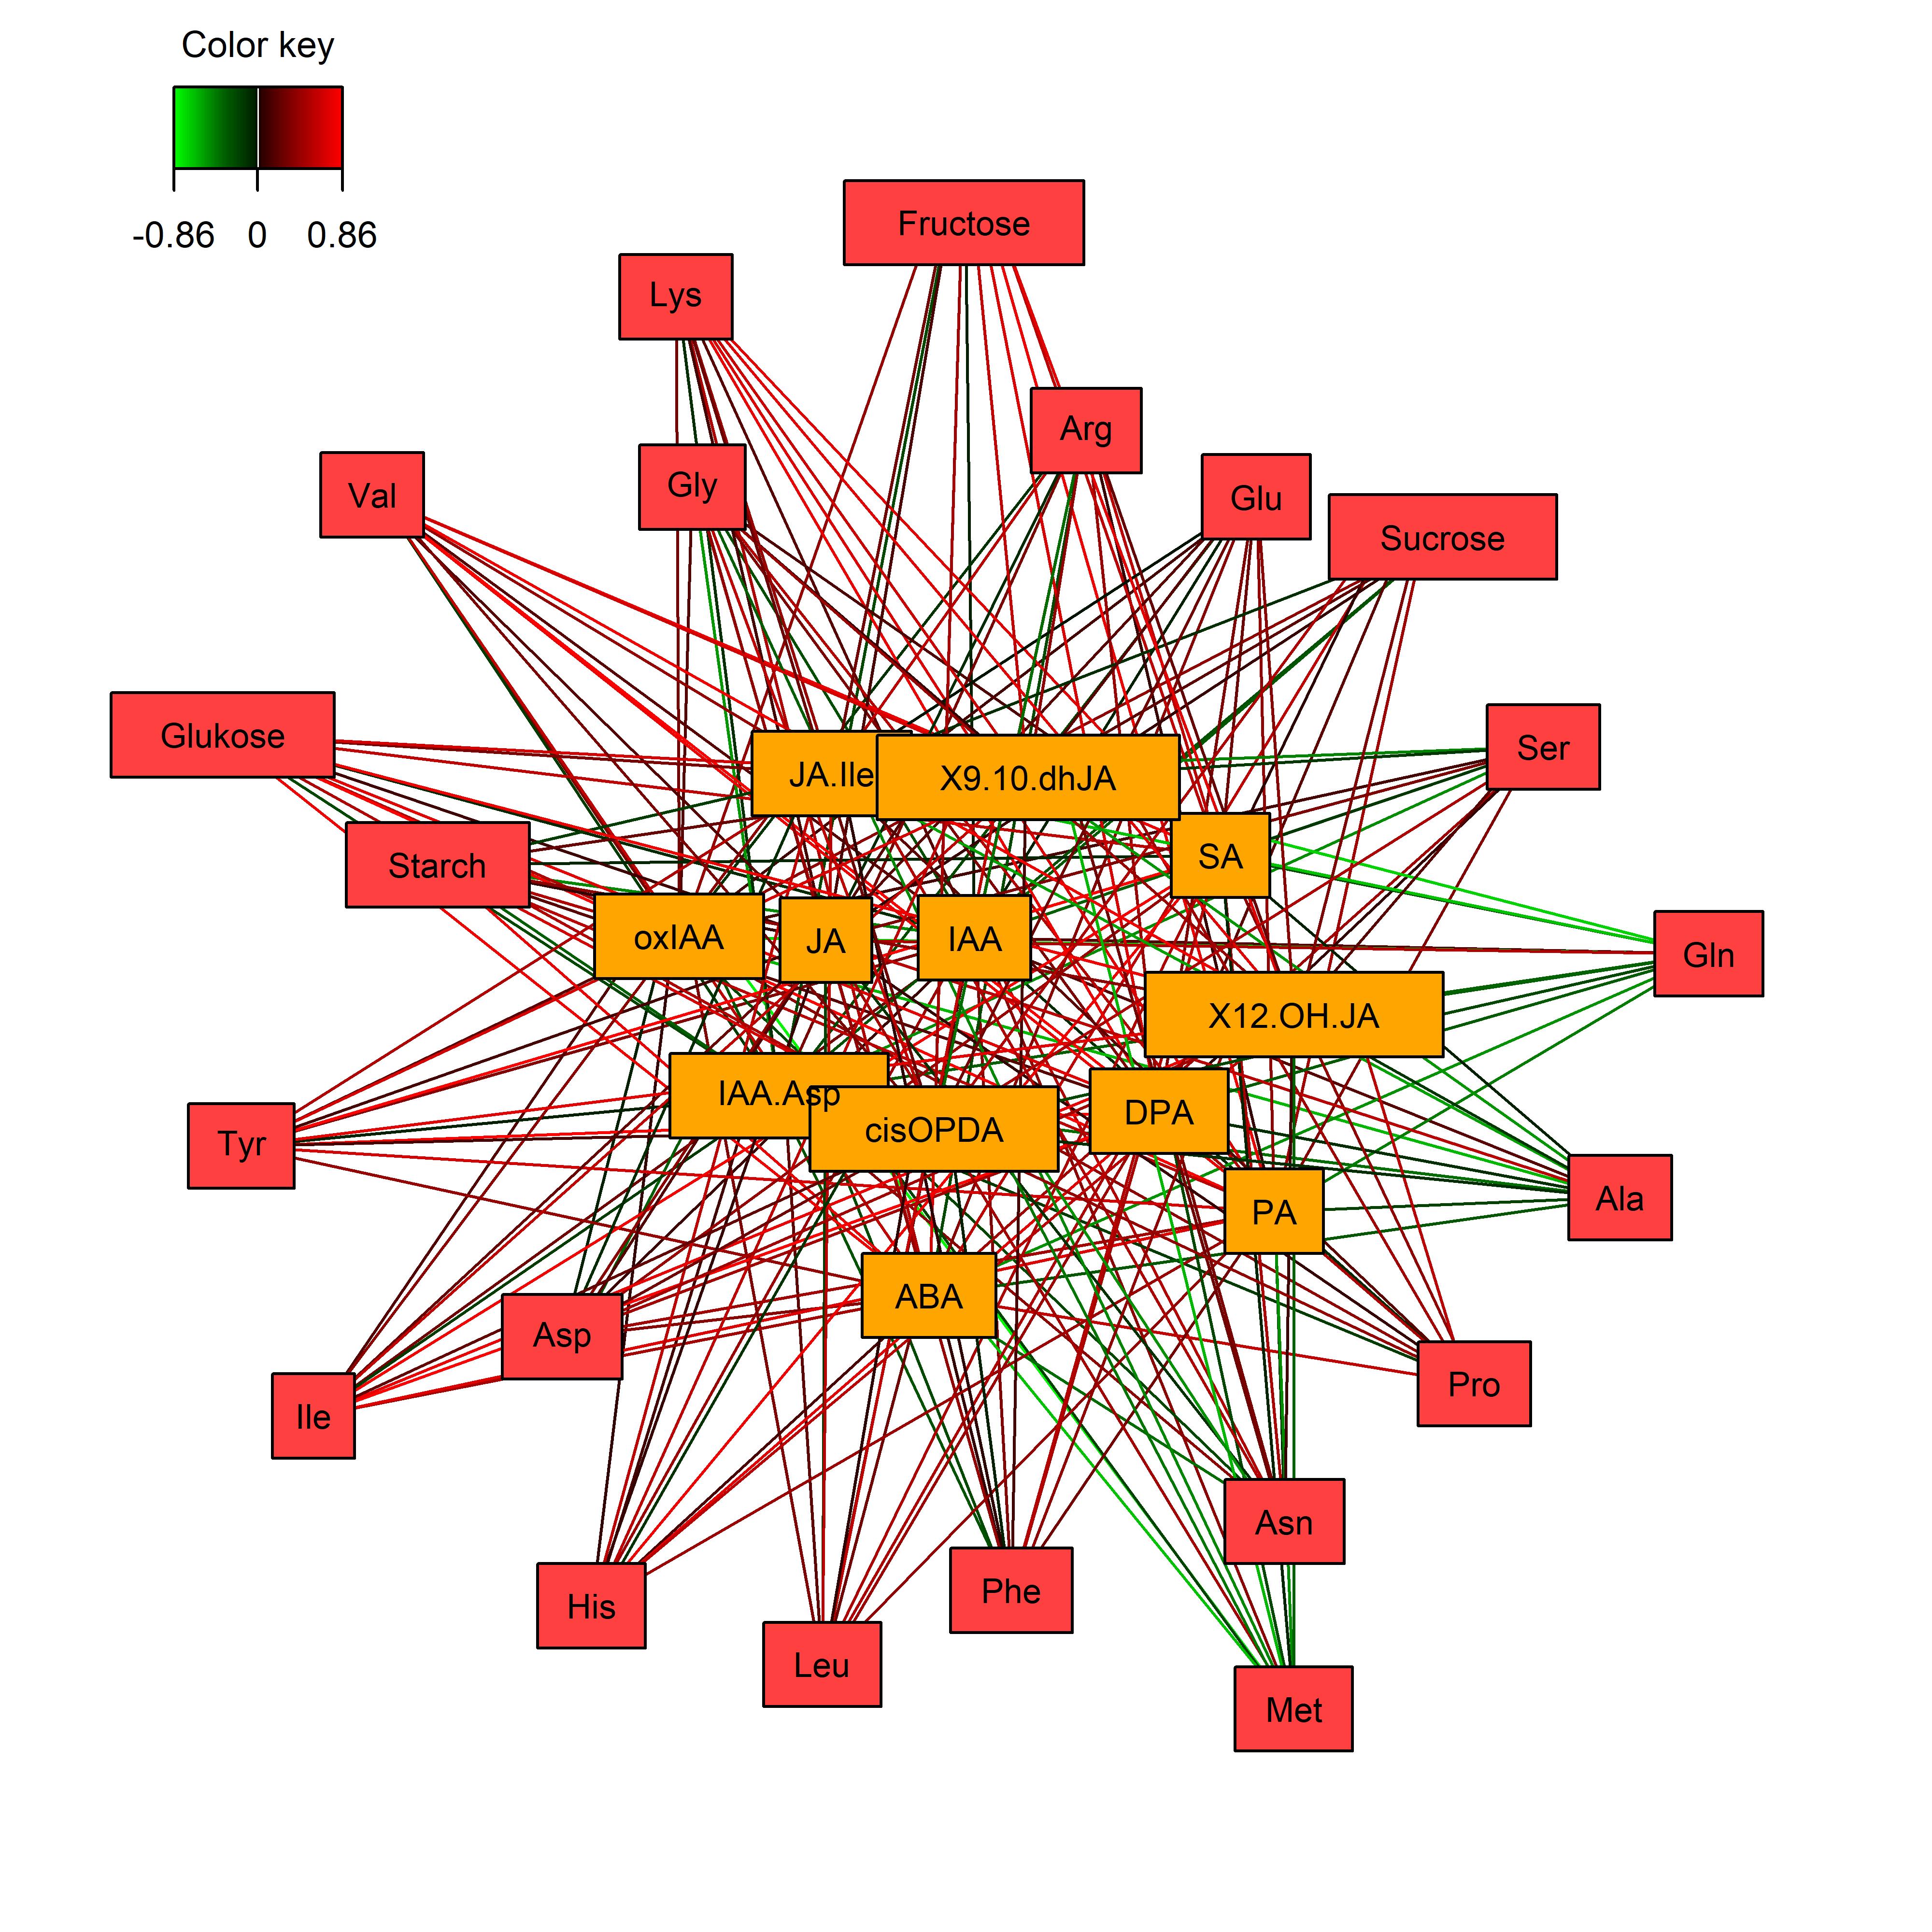 Color key
-0.86 0 0.86
Fructose
Lys
Arg
Gly
Val
Glu
Sucrose
Glukose
Ser
JA.Ile
X9.10.dhJA
SA
Starch
oxIAA
JA
IAA
Gln
X12.OH.JA
IAA.Asp
DPA
cisOPDA
Tyr
Ala
PA
ABA
Asp
Pro
Ile
Asn
Phe
His
Leu
Met